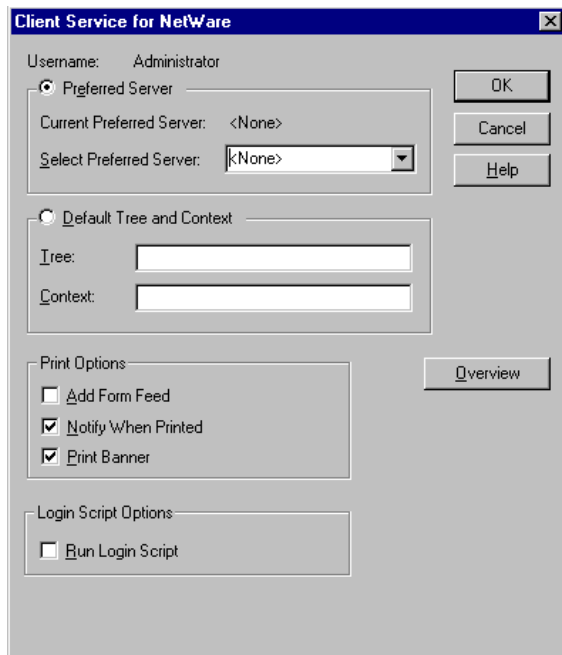 Client Service for NetWare
Username: Administrator
Preferred Server
Current Preferred Server: <None>
Select Preferred Server: <None>
OK
Cancel
Help
Default Tree and Context
Tree:
Context:
Print Options
Overview
Add Form Feed
Notify When Printed
Print Banner
Login Script Options
Run Login Script